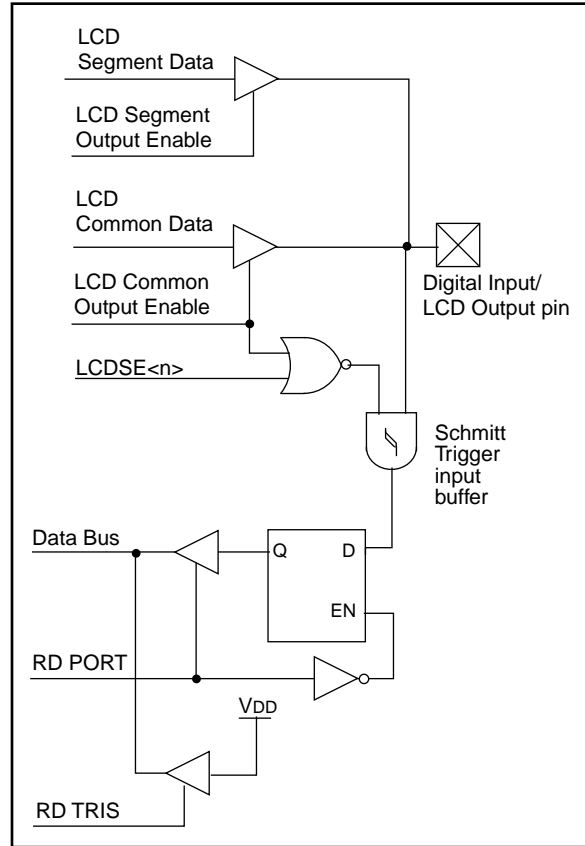 LCD
Segment Data
LCD Segment
Output Enable
LCD
Common Data
LCD Common
Output Enable
Digital Input/
LCD Output pin
LCDSE<n>
Schmitt
Trigger
input
buffer
Data Bus
Q
D
EN
RD PORT
VDD
RD TRIS